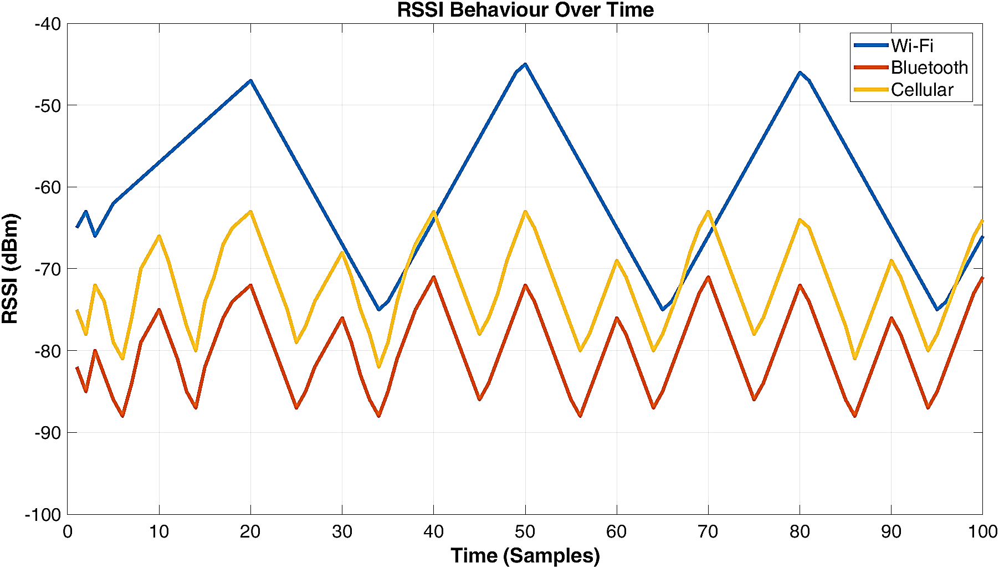 RSSI Behaviour Over Time
-40
-50
-60
-70
-80
-90
-100
RSSI (dBm)
Wi-Fi
Bluetooth
Cellular
0 10 20 30 40 50 60 70 80 90 100
Time (Samples)